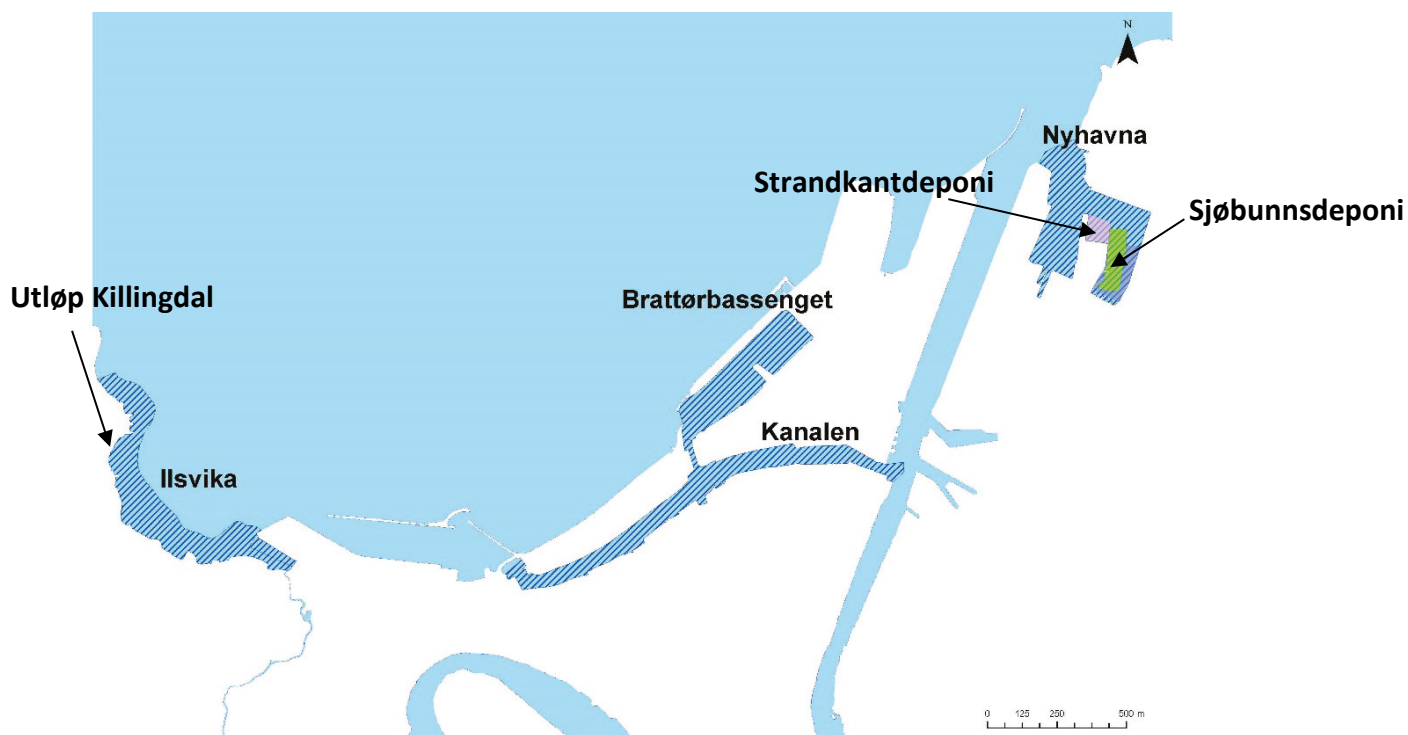 N
Nyhavna
Strandkantdeponi
Sjøbunnsdeponi
Utløp Killingdal
Brattørbassenget
Kanalen
Ilsvika
0 125 250 500 m